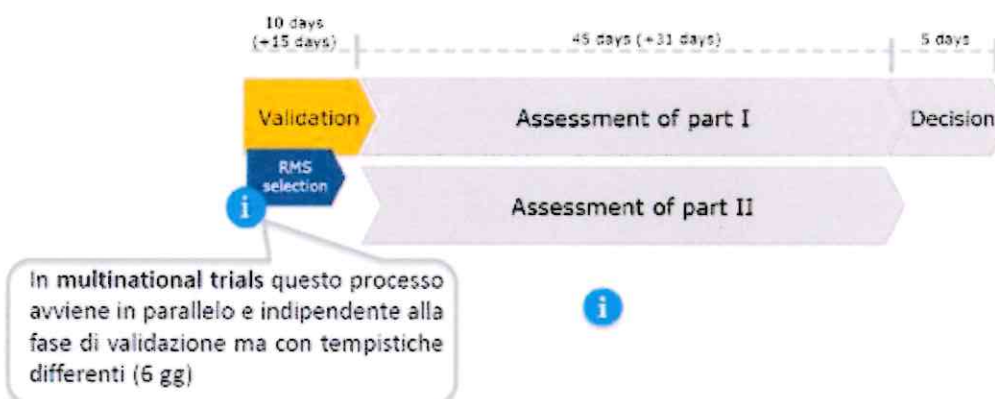 10 days
(+15 days)
45 days (+31 days)
5 days
Validation
Assessment of part I
Decision
RMS
selection
i
Assessment of part II
In multinational trials questo processo
avviene in parallelo e indipendente alla
fase di validazione ma con tempistiche
differenti (6 gg)
i